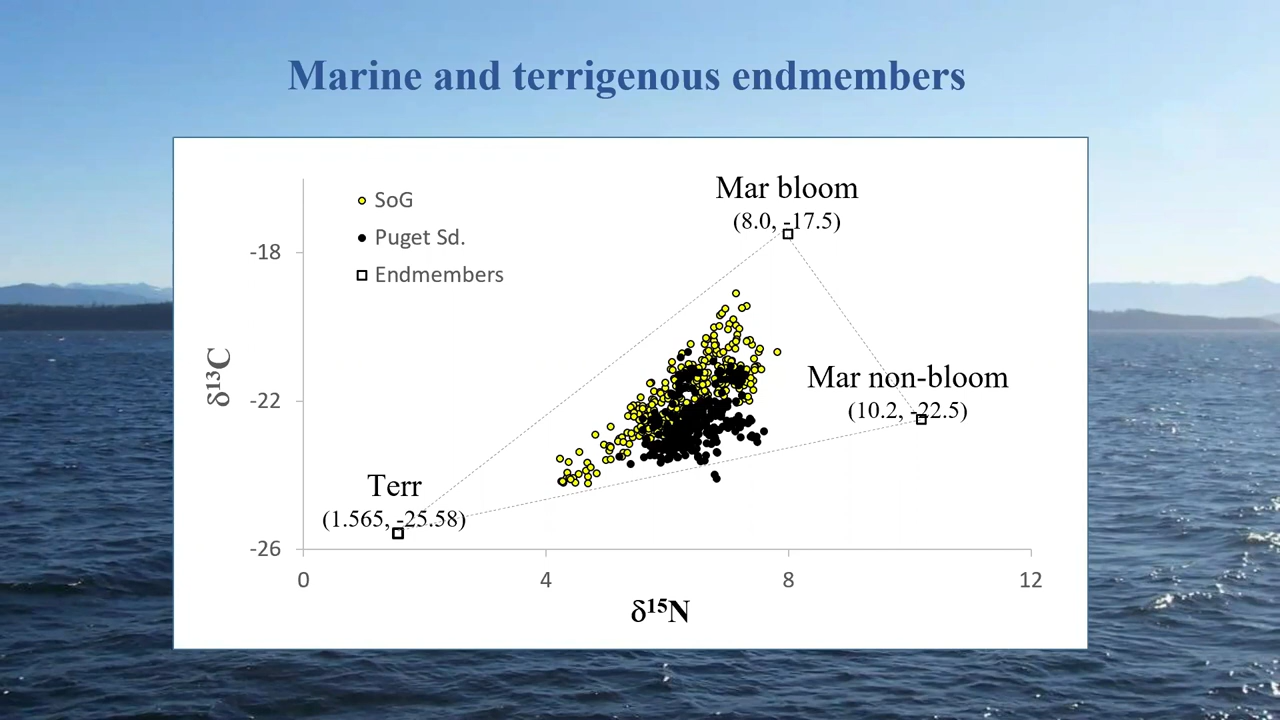 Marine and terrigenous endmembers
SoG
Puget Sd.
Endmembers
Mar bloom
(8.0, -17.5)
-18
δ¹³C
-22
Mar non-bloom
(10.2, -22.5)
Terr
(1.565, -25.58)
-26
0
4
8
12
δ¹⁵N